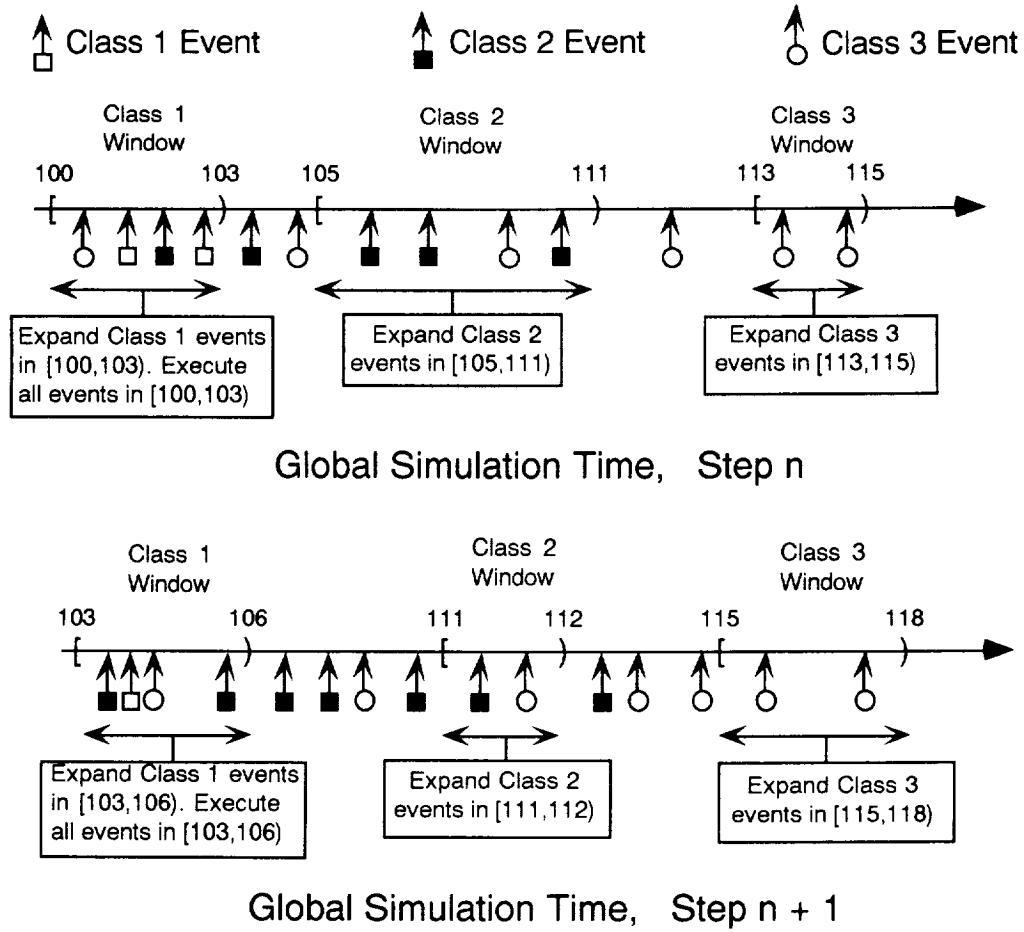 Class 1 Event
Class 2 Event
Class 3 Event
Class 1
Window
Class 2
Window
Class 3
Window
100
103
105
111
113
115
Expand Class 1 events
in [100,103). Execute
all events in [100,103)
Expand Class 2
events in [105,111)
Expand Class 3
events in [113,115)
Global Simulation Time, Step n
Class 1
Window
Class 2
Window
Class 3
Window
103
106
111
112
115
118
Expand Class 1 events
in [103,106). Execute
all events in [103,106)
Expand Class 2
events in [111,112)
Expand Class 3
events in [115,118)
Global Simulation Time, Step n + 1